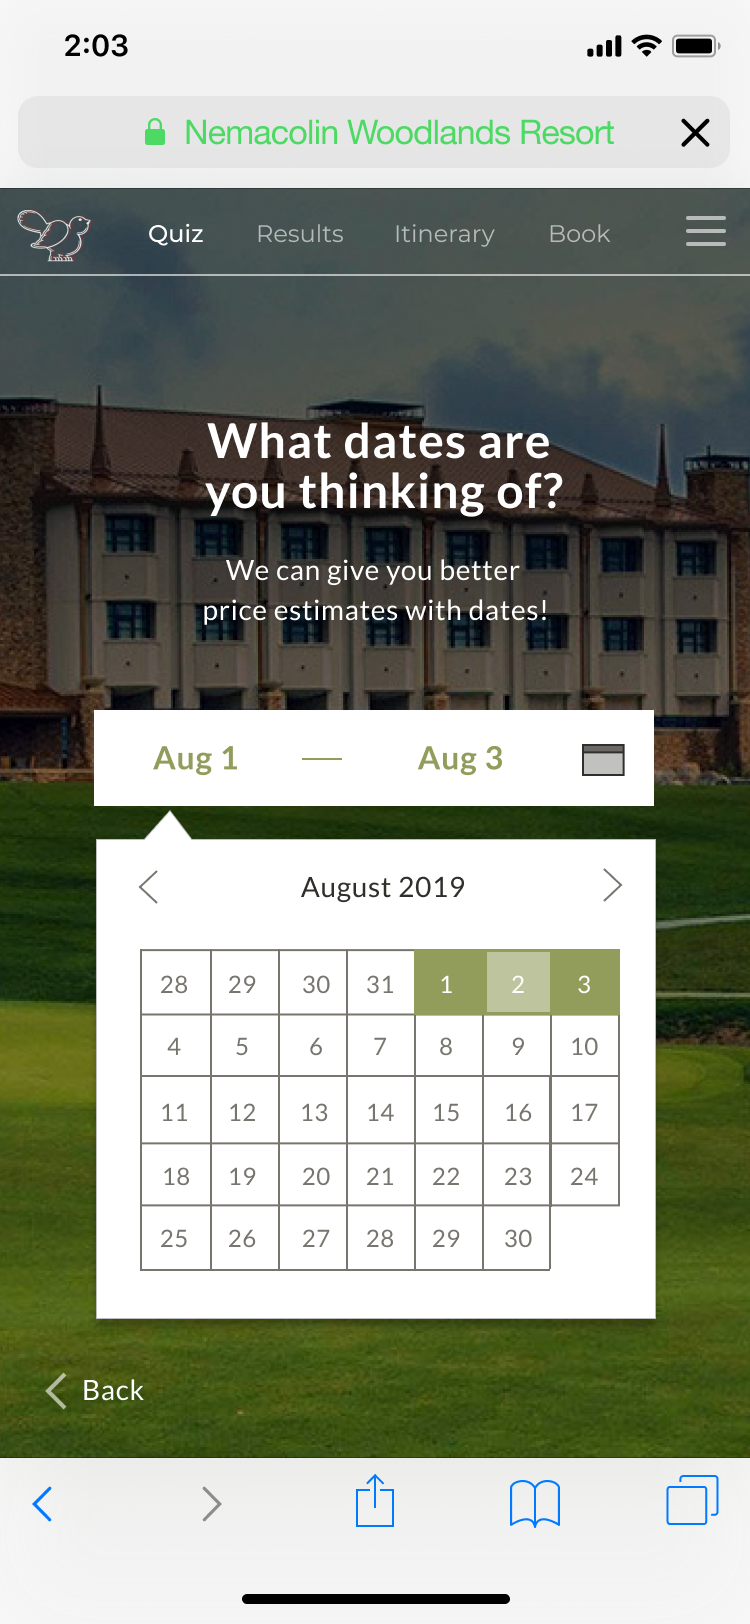 2:03
Nemacolin Woodlands Resort
Quiz Results Itinerary Book
What dates are
you thinking of?
We can give you better
price estimates with dates!
Aug 1 — Aug 3
August 2019
28 29 30 31 1 2 3
4 5 6 7 8 9 10
11 12 13 14 15 16 17
18 19 20 21 22 23 24
25 26 27 28 29 30
Back